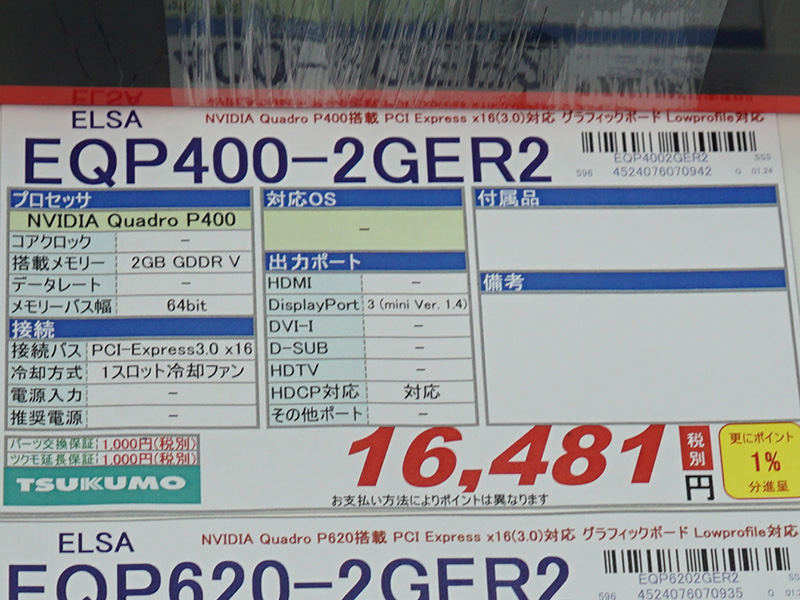 ELSA
NVIDIA Quadro P400搭載 PCI Express x16(3.0)対応 グラフィックボード Lowprofile対応
EQP400-2GER2
EQP4002GER2
SSS
596 4524076070942 G 01.24
プロセッサ
NVIDIA Quadro P400
コアクロック -
搭載メモリー 2GB GDDR V
データレート -
メモリーバス幅 64bit
接続
接続バス PCI-Express3.0 x16
冷却方式 1スロット冷却ファン
電源入力 -
推奨電源 -
対応OS
-
出力ポート
HDMI -
DisplayPort 3 (mini Ver. 1.4)
DVI-I -
D-SUB -
HDTV -
HDCP対応 対応
その他ポート -
付属品
備考
パーツ交換保証 1,000円(税別)
ツクモ延長保証 1,000円(税別)
TSUKUMO
16,481
税別
円
更にポイント
1%
分進呈
お支払い方法によりポイントは異なります
ELSA
NVIDIA Quadro P620搭載 PCI Express x16(3.0)対応 グラフィックボード Lowprofile対応
EQP620-2GER2
EQP6202GER2
596 4524076070935 G